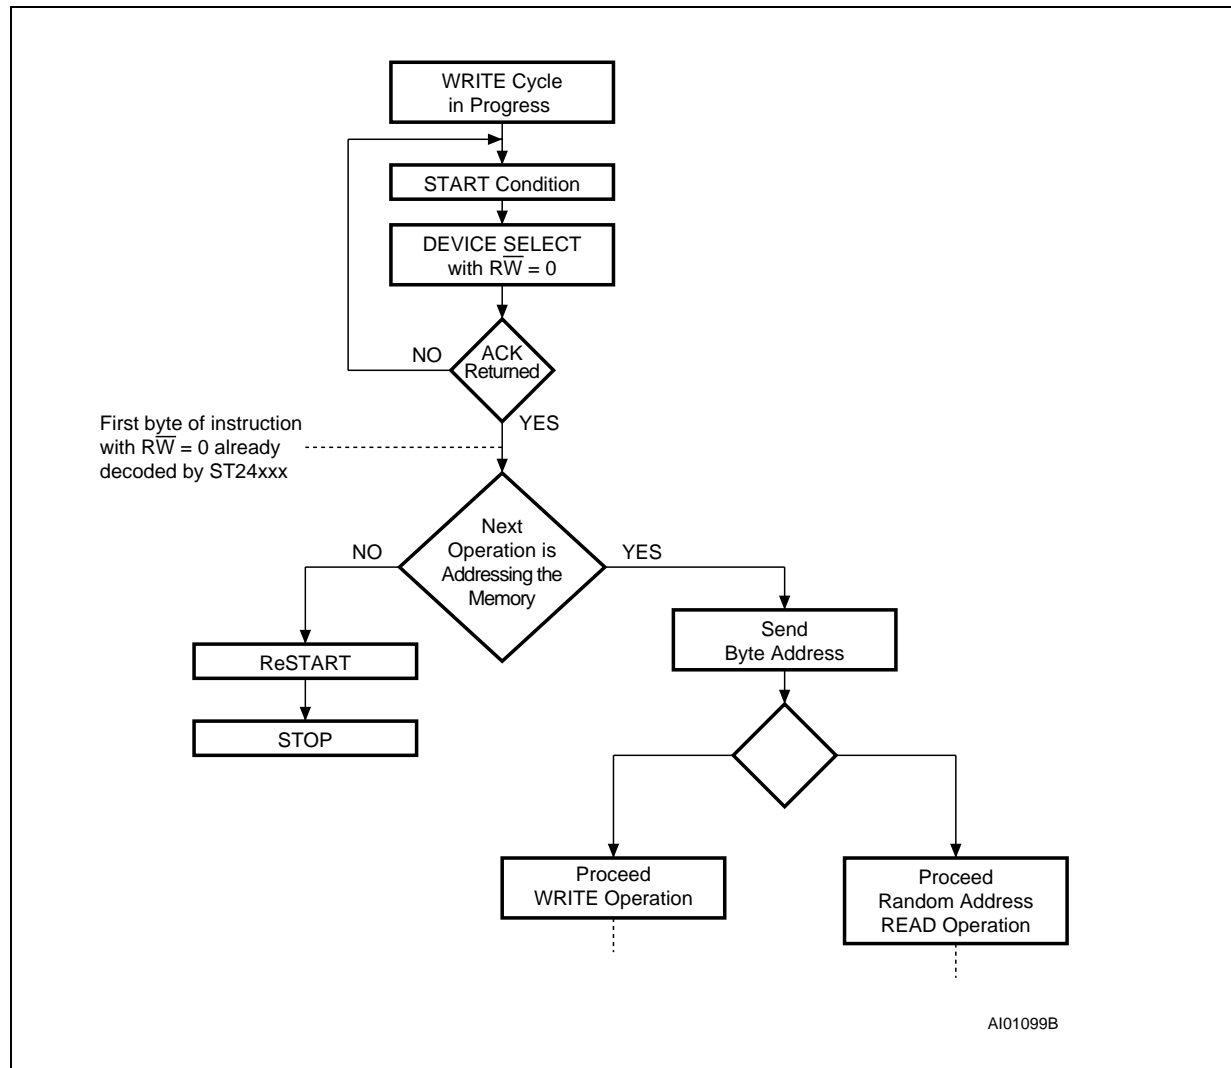 WRITE Cycle
in Progress
START Condition
DEVICE SELECT
with RW̅ = 0
NO
ACK
Returned
YES
First byte of instruction
with RW̅ = 0 already
decoded by ST24xxx
NO
Next
Operation is
Addressing the
Memory
YES
ReSTART
STOP
Send
Byte Address
Proceed
WRITE Operation
Proceed
Random Address
READ Operation
AI01099B